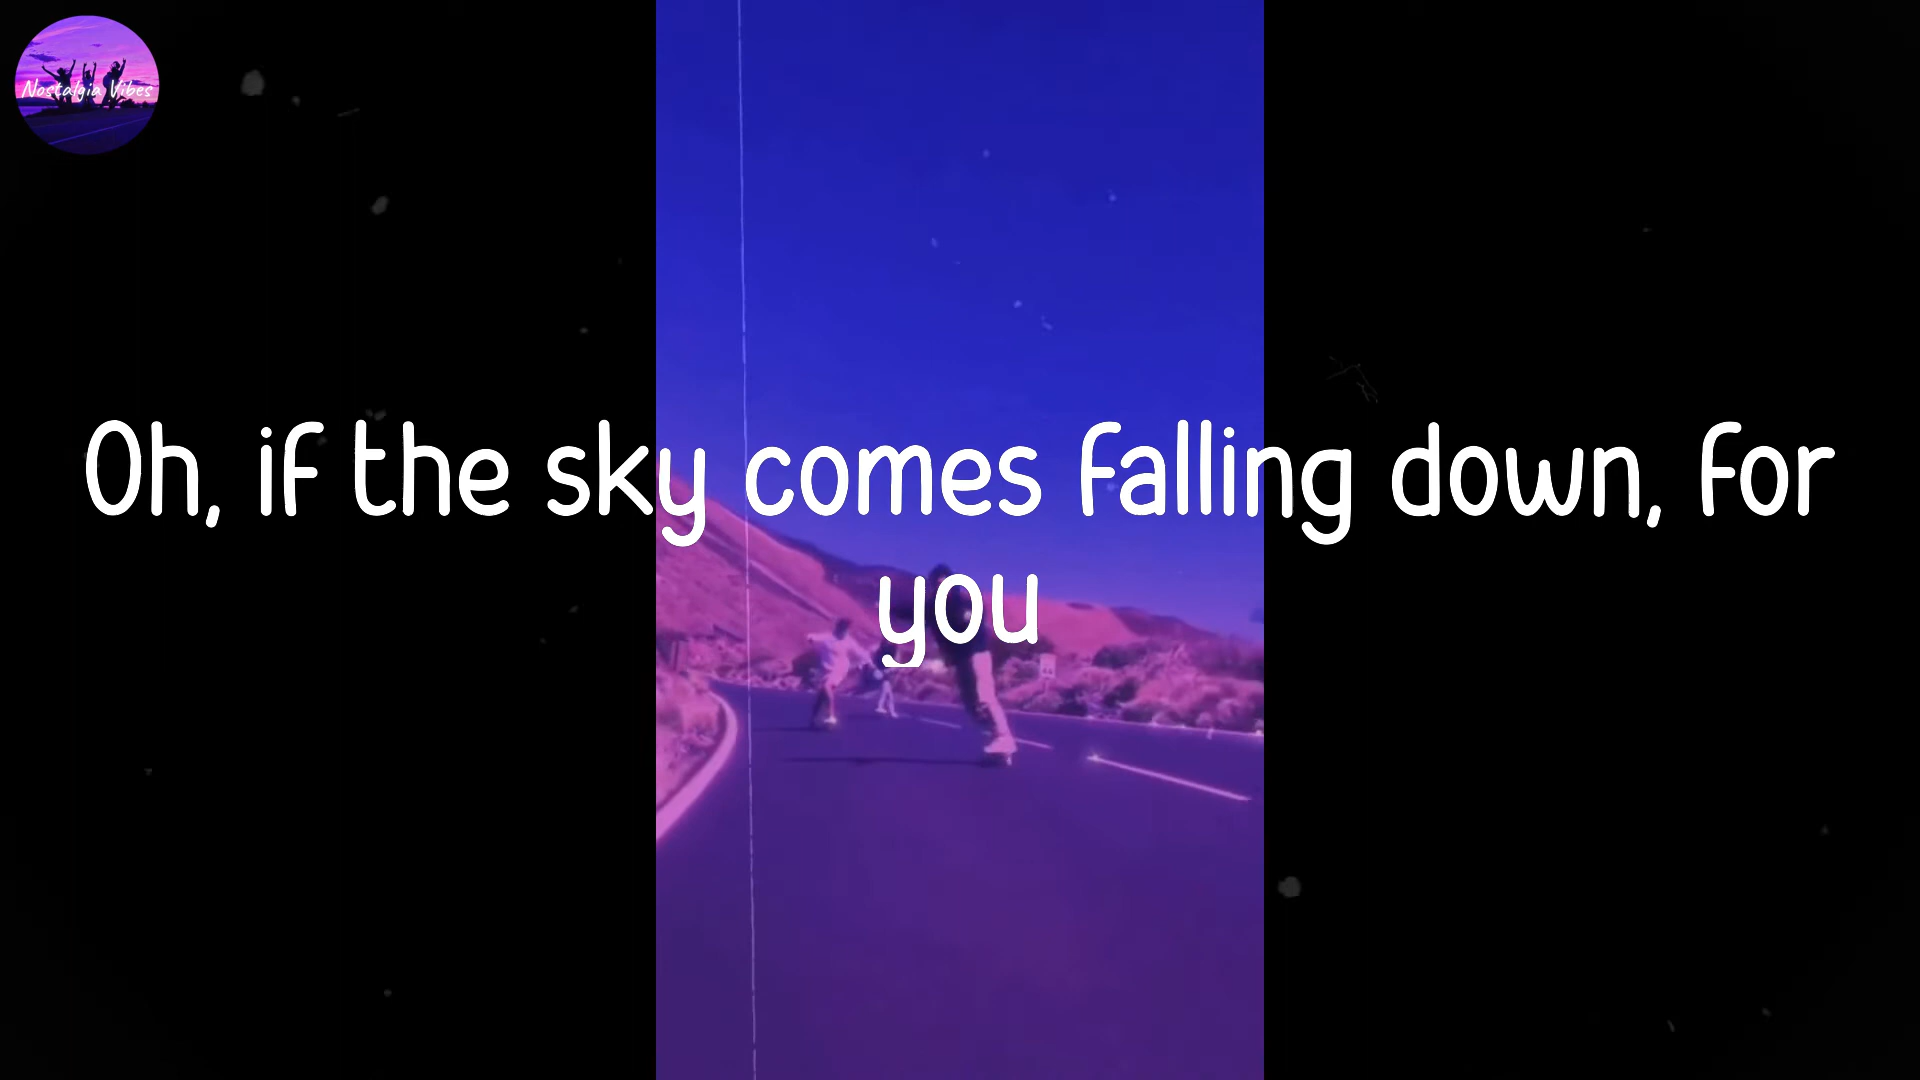 Nostalgia Vibes
Oh, if the sky comes falling down, for
you